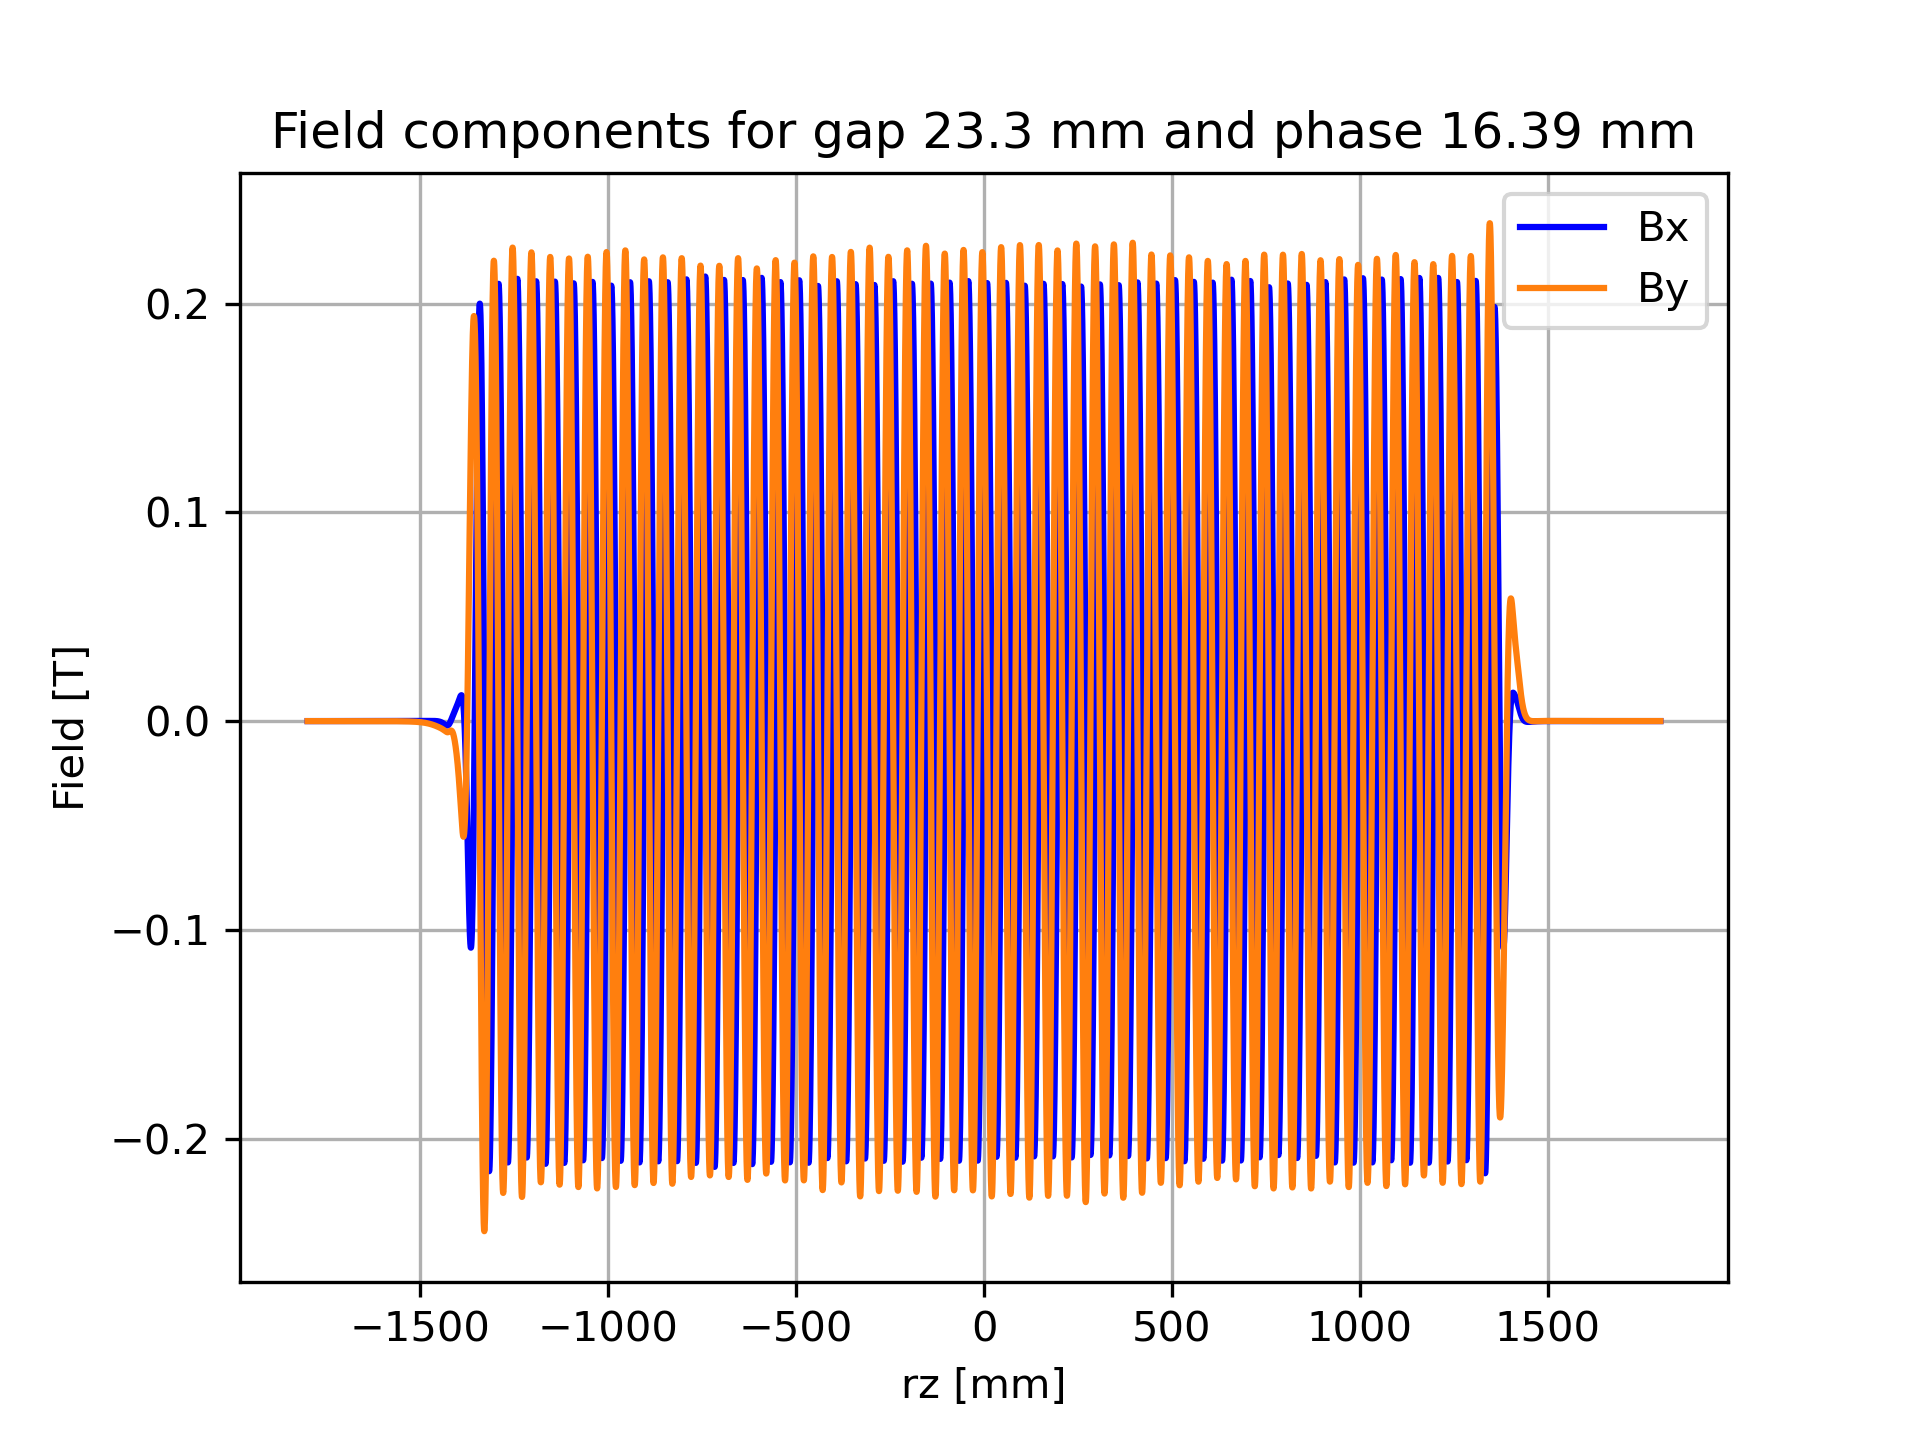 Field components for gap 23.3 mm and phase 16.39 mm
Bx
By
0.2
0.1
0.0
−0.1
−0.2
Field [T]
−1500
−1000
−500
0
500
1000
1500
rz [mm]